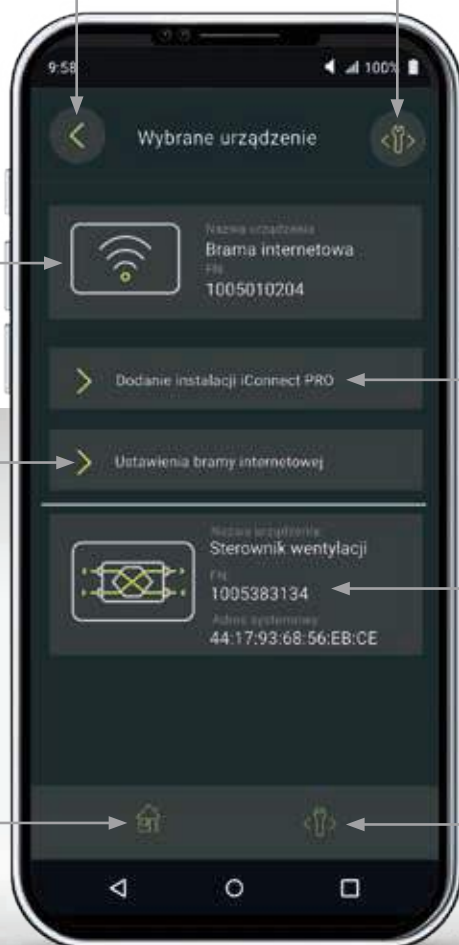 9:58
100%
Wybrane urządzenie
Nazwa urządzenia
Brama internetowa
FN
1005010204
Dodanie instalacji iConnect PRO
Ustawienia bramy internetowej
Nazwa urządzenia
Sterownik wentylacji
FN
1005383134
Adres systemowy
44:17:93:68:56:EB:CE